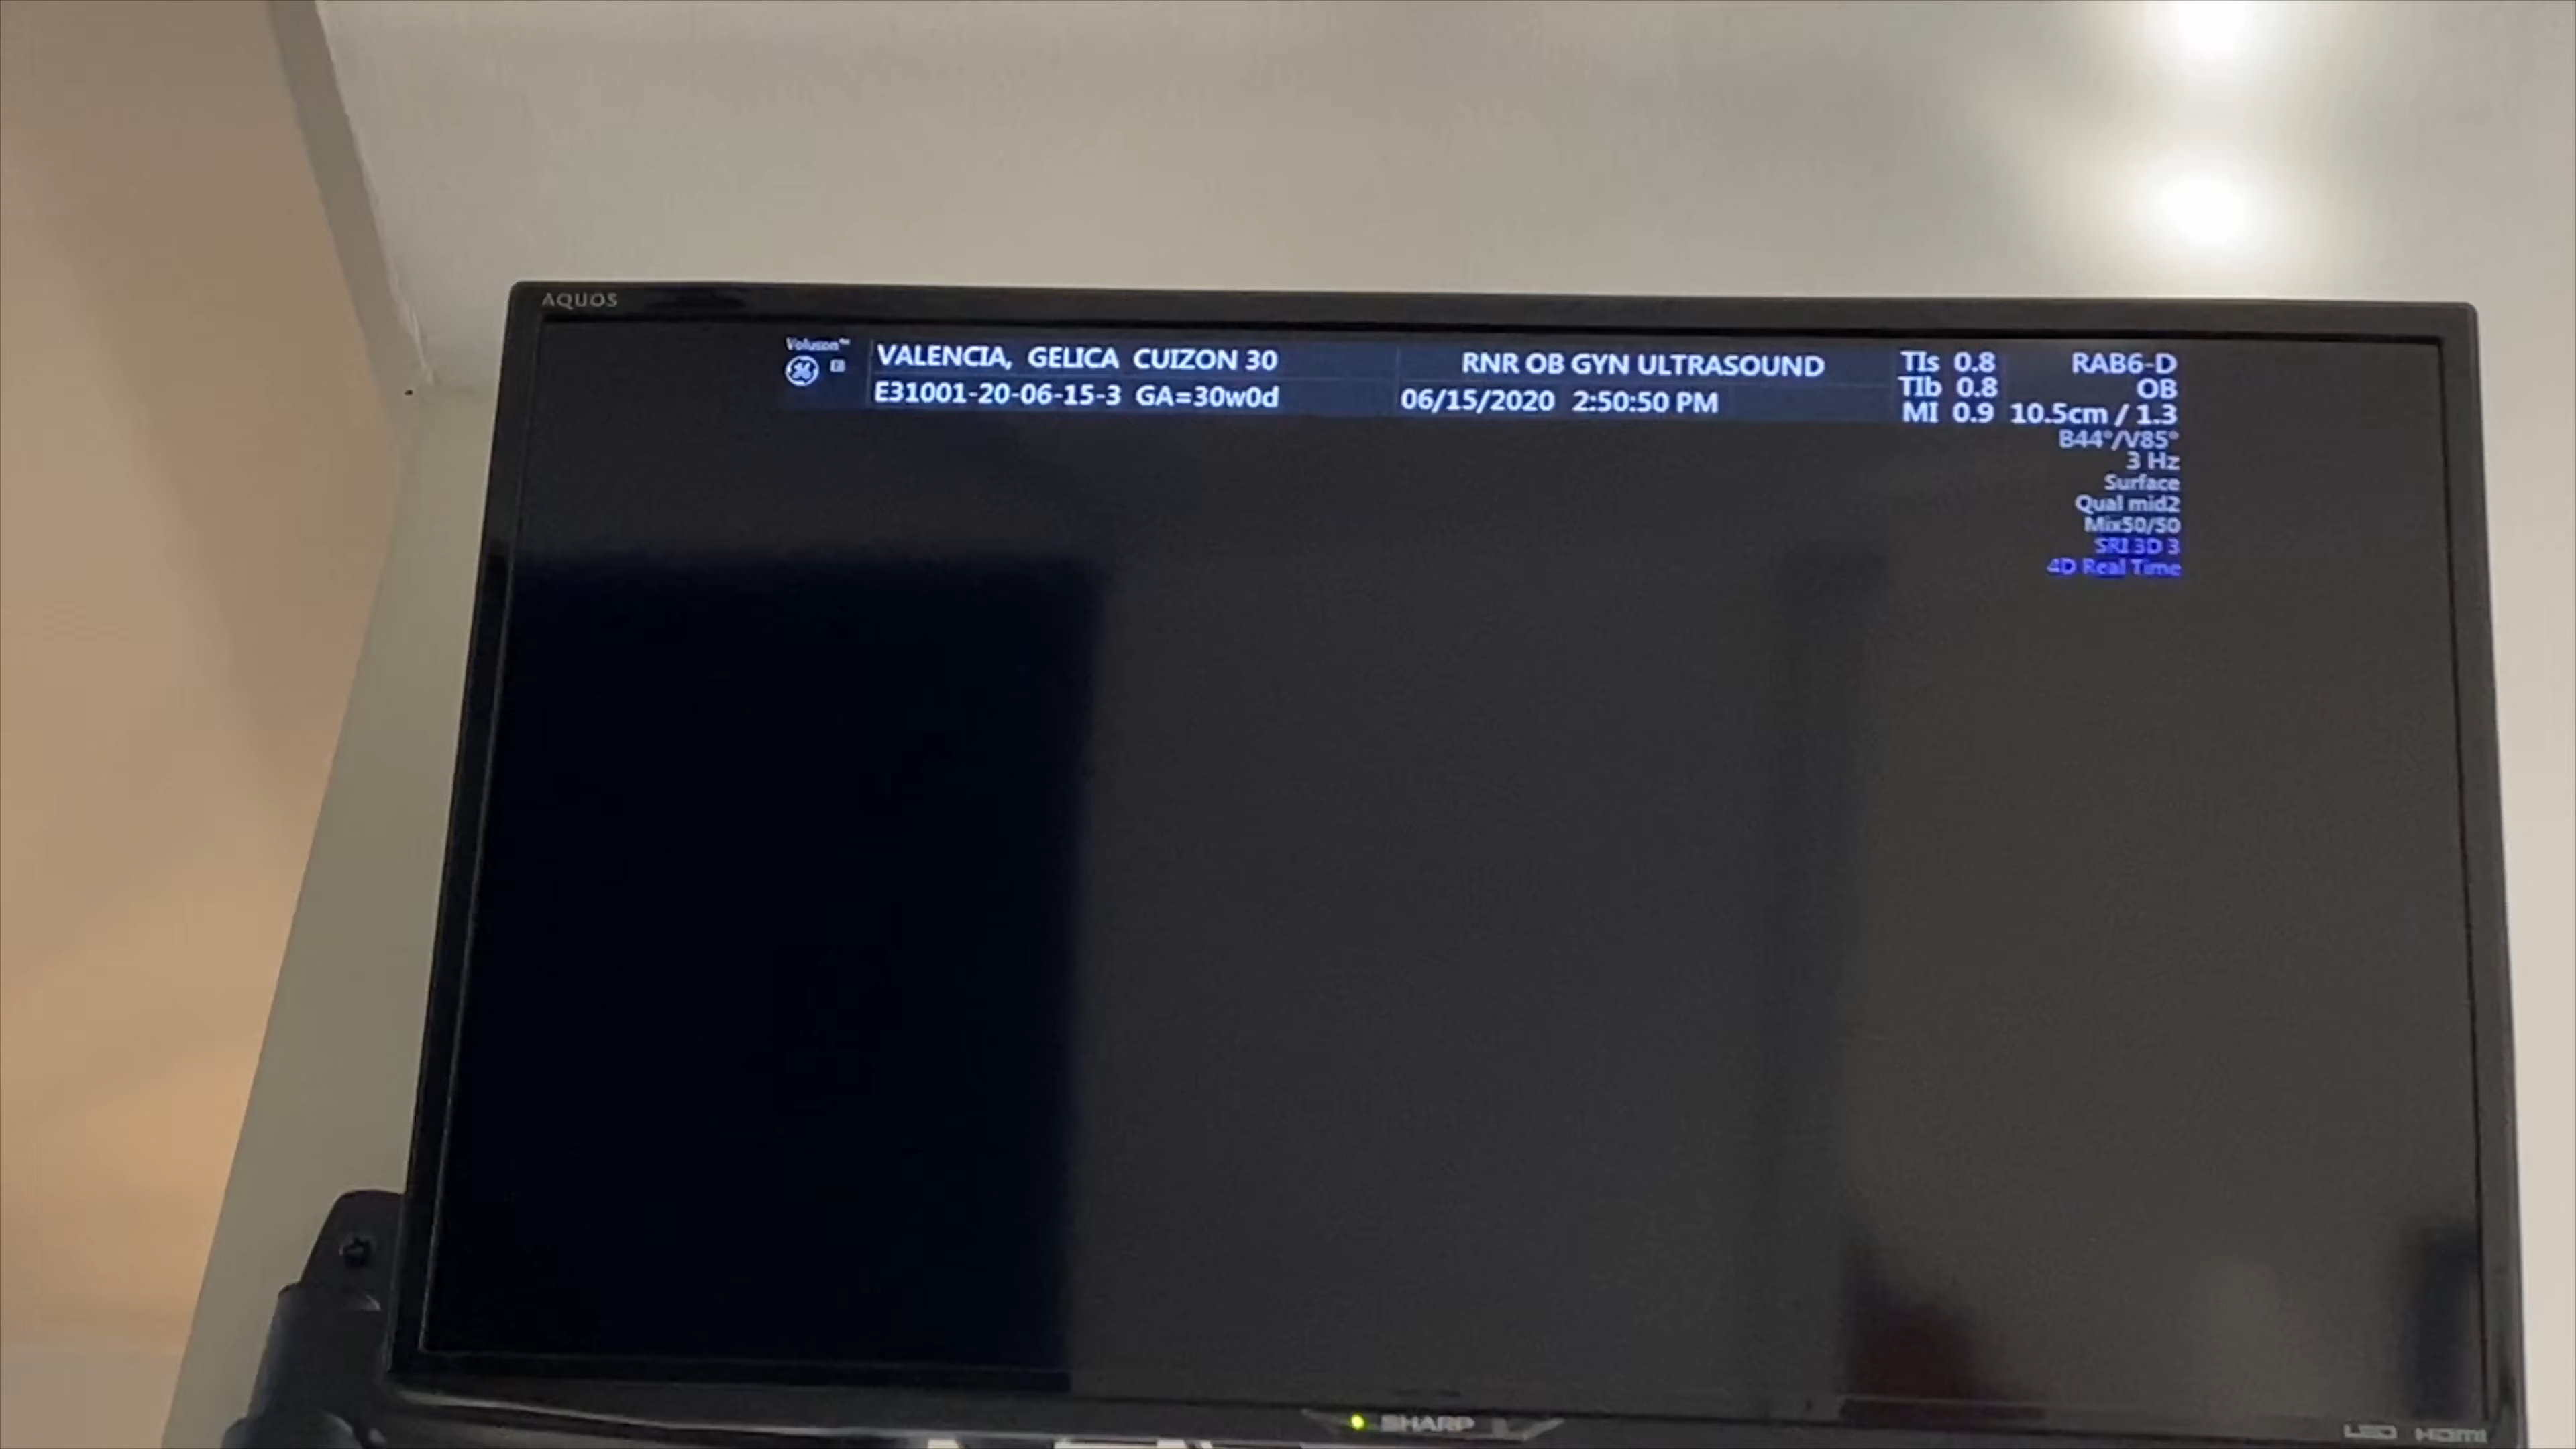 AQUOS
Voluson™
VALENCIA, GELICA CUIZON 30
E31001-20-06-15-3 GA=30w0d
RNR OB GYN ULTRASOUND
06/15/2020 2:50:50 PM
TIs 0.8
TIb 0.8
MI 0.9
RAB6-D
OB
10.5cm / 1.3
B44°/V85°
3 Hz
Surface
Qual mid2
Mix50/50
SRI 3D 3
4D Real Time
SHARP
LED HDMI